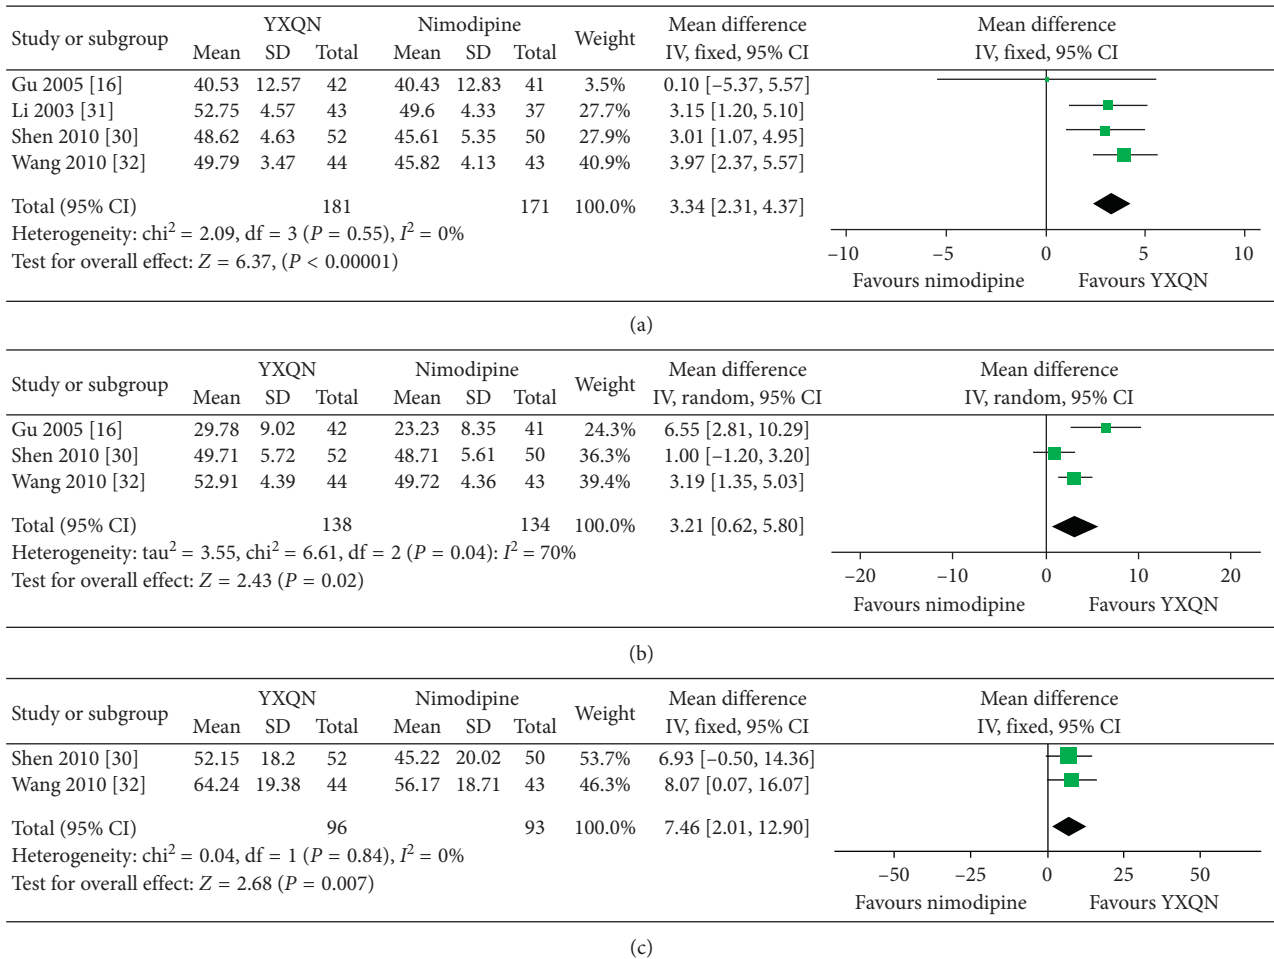 YXQN Nimodipine Mean difference Mean difference
Study or subgroup Mean SD Total Mean SD Total Weight IV, fixed, 95% CI IV, fixed, 95% CI
Gu 2005 [16] 40.53 12.57 42 40.43 12.83 41 3.5% 0.10 [–5.37, 5.57]
Li 2003 [31] 52.75 4.57 43 49.6 4.33 37 27.7% 3.15 [1.20, 5.10]
Shen 2010 [30] 48.62 4.63 52 45.61 5.35 50 27.9% 3.01 [1.07, 4.95]
Wang 2010 [32] 49.79 3.47 44 45.82 4.13 43 40.9% 3.97 [2.37, 5.57]
Total (95% CI) 181 171 100.0% 3.34 [2.31, 4.37]
Heterogeneity: chi² = 2.09, df = 3 (P = 0.55), I² = 0%
Test for overall effect: Z = 6.37, (P < 0.00001)
–10 –5 0 5 10
Favours nimodipine Favours YXQN
(a)
YXQN Nimodipine Mean difference Mean difference
Study or subgroup Mean SD Total Mean SD Total Weight IV, random, 95% CI IV, random, 95% CI
Gu 2005 [16] 29.78 9.02 42 23.23 8.35 41 24.3% 6.55 [2.81, 10.29]
Shen 2010 [30] 49.71 5.72 52 48.71 5.61 50 36.3% 1.00 [–1.20, 3.20]
Wang 2010 [32] 52.91 4.39 44 49.72 4.36 43 39.4% 3.19 [1.35, 5.03]
Total (95% CI) 138 134 100.0% 3.21 [0.62, 5.80]
Heterogeneity: tau² = 3.55, chi² = 6.61, df = 2 (P = 0.04): I² = 70%
Test for overall effect: Z = 2.43 (P = 0.02)
–20 –10 0 10 20
Favours nimodipine Favours YXQN
(b)
YXQN Nimodipine Mean difference Mean difference
Study or subgroup Mean SD Total Mean SD Total Weight IV, fixed, 95% CI IV, fixed, 95% CI
Shen 2010 [30] 52.15 18.2 52 45.22 20.02 50 53.7% 6.93 [–0.50, 14.36]
Wang 2010 [32] 64.24 19.38 44 56.17 18.71 43 46.3% 8.07 [0.07, 16.07]
Total (95% CI) 96 93 100.0% 7.46 [2.01, 12.90]
Heterogeneity: chi² = 0.04, df = 1 (P = 0.84), I² = 0%
Test for overall effect: Z = 2.68 (P = 0.007)
–50 –25 0 25 50
Favours nimodipine Favours YXQN
(c)